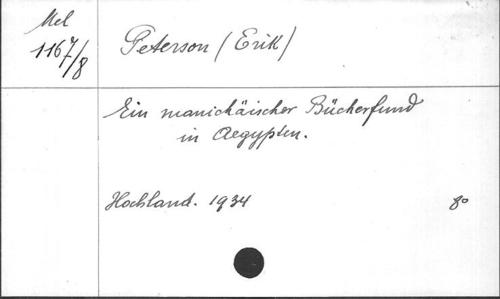 Mel
1167/8
Peterson (Erik)
Ein manichäischer Bücherfund
in Aegypten.
Hochland. 1934
8°